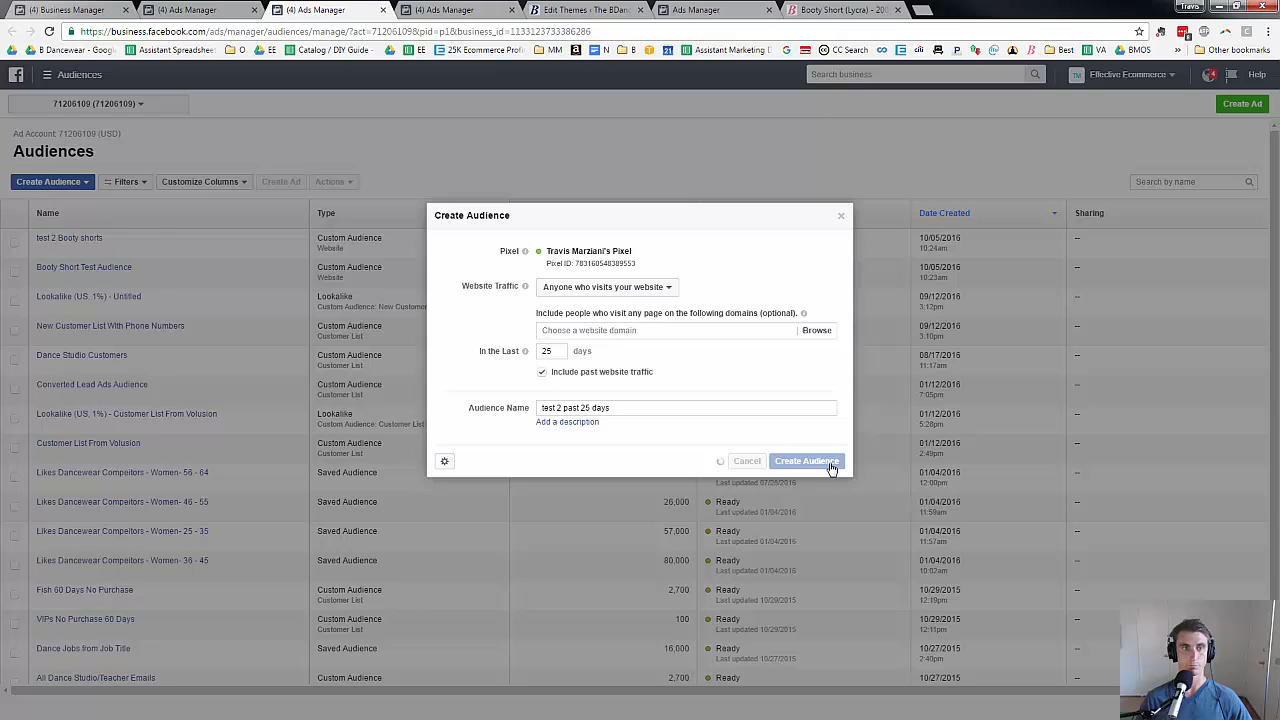 Travis
(4) Business Manager
(4) Ads Manager
(4) Ads Manager
(4) Ads Manager
Edit Themes ‹ The BDan
Ads Manager
Booty Short (Lycra) - 200
https://business.facebook.com/ads/manager/audiences/manage/?act=71206109&pid=p1&business_id=1133123733386286
B Dancewear - Googl
EE
Assistant Spreadshe
O
EE
Catalog / DIY Guide
EE
25K Ecommerce Profi
M
N
B
EE
Assistant Marketing
G
CC Search
Best
VA
BMOS
Other bookmarks
Audiences
Search business
Effective Ecommerce
4
Help
71206109 (71206109)
Create Ad
Ad Account: 71206109 (USD)
Audiences
Create Audience
Filters
Customize Columns
Create Ad
Actions
Search by name
Name
Type
Date Created
Sharing
test 2 Booty shorts
Custom Audience
Website
10/05/2016
10:24am
--
Booty Short Test Audience
Custom Audience
Website
10/05/2016
10:23am
--
Lookalike (US, 1%) - Untitled
Lookalike
Custom Audience: New Customer
09/12/2016
3:12pm
--
New Customer List With Phone Numbers
Custom Audience
Customer List
09/12/2016
3:10pm
--
Dance Studio Customers
Custom Audience
Customer List
08/17/2016
11:17am
--
Converted Lead Ads Audience
Custom Audience
Customer List
01/12/2016
7:05pm
--
Lookalike (US, 1%) - Customer List From Volusion
Lookalike
Custom Audience: Customer List
01/12/2016
5:26pm
--
Customer List From Volusion
Custom Audience
Customer List
01/12/2016
2:49pm
--
Likes Dancewear Compeitors - Women- 56 - 64
Saved Audience
Last updated 07/25/2016
01/04/2016
12:00pm
--
Likes Dancewear Compeitors - Women - 46 - 55
Saved Audience
26,000
Ready
Last updated 01/04/2016
01/04/2016
11:59am
--
Likes Dancewear Compeitors - Women- 25 - 35
Saved Audience
57,000
Ready
Last updated 01/04/2016
01/04/2016
11:57am
--
Likes Dancewear Compeitors - Women - 36 - 45
Saved Audience
80,000
Ready
Last updated 01/04/2016
01/04/2016
10:02am
--
Fish 60 Days No Purchase
Custom Audience
Customer List
2,700
Ready
Last updated 10/29/2015
10/29/2015
12:19pm
--
VIPs No Purchase 60 Days
Custom Audience
Customer List
100
Ready
Last updated 10/29/2015
10/29/2015
12:11pm
--
Dance Jobs from Job Title
Saved Audience
16,000
Ready
Last updated 10/27/2015
10/27/2015
2:40pm
--
All Dance Studio/Teacher Emails
Custom Audience
2,700
Ready
10/27/2015
Create Audience
Pixel
Travis Marziani's Pixel
Pixel ID: 783160548389553
Website Traffic
Anyone who visits your website
Include people who visit any page on the following domains (optional).
Choose a website domain
Browse
In the Last
25
days
Include past website traffic
Audience Name
test 2 past 25 days
Add a description
Cancel
Create Audience